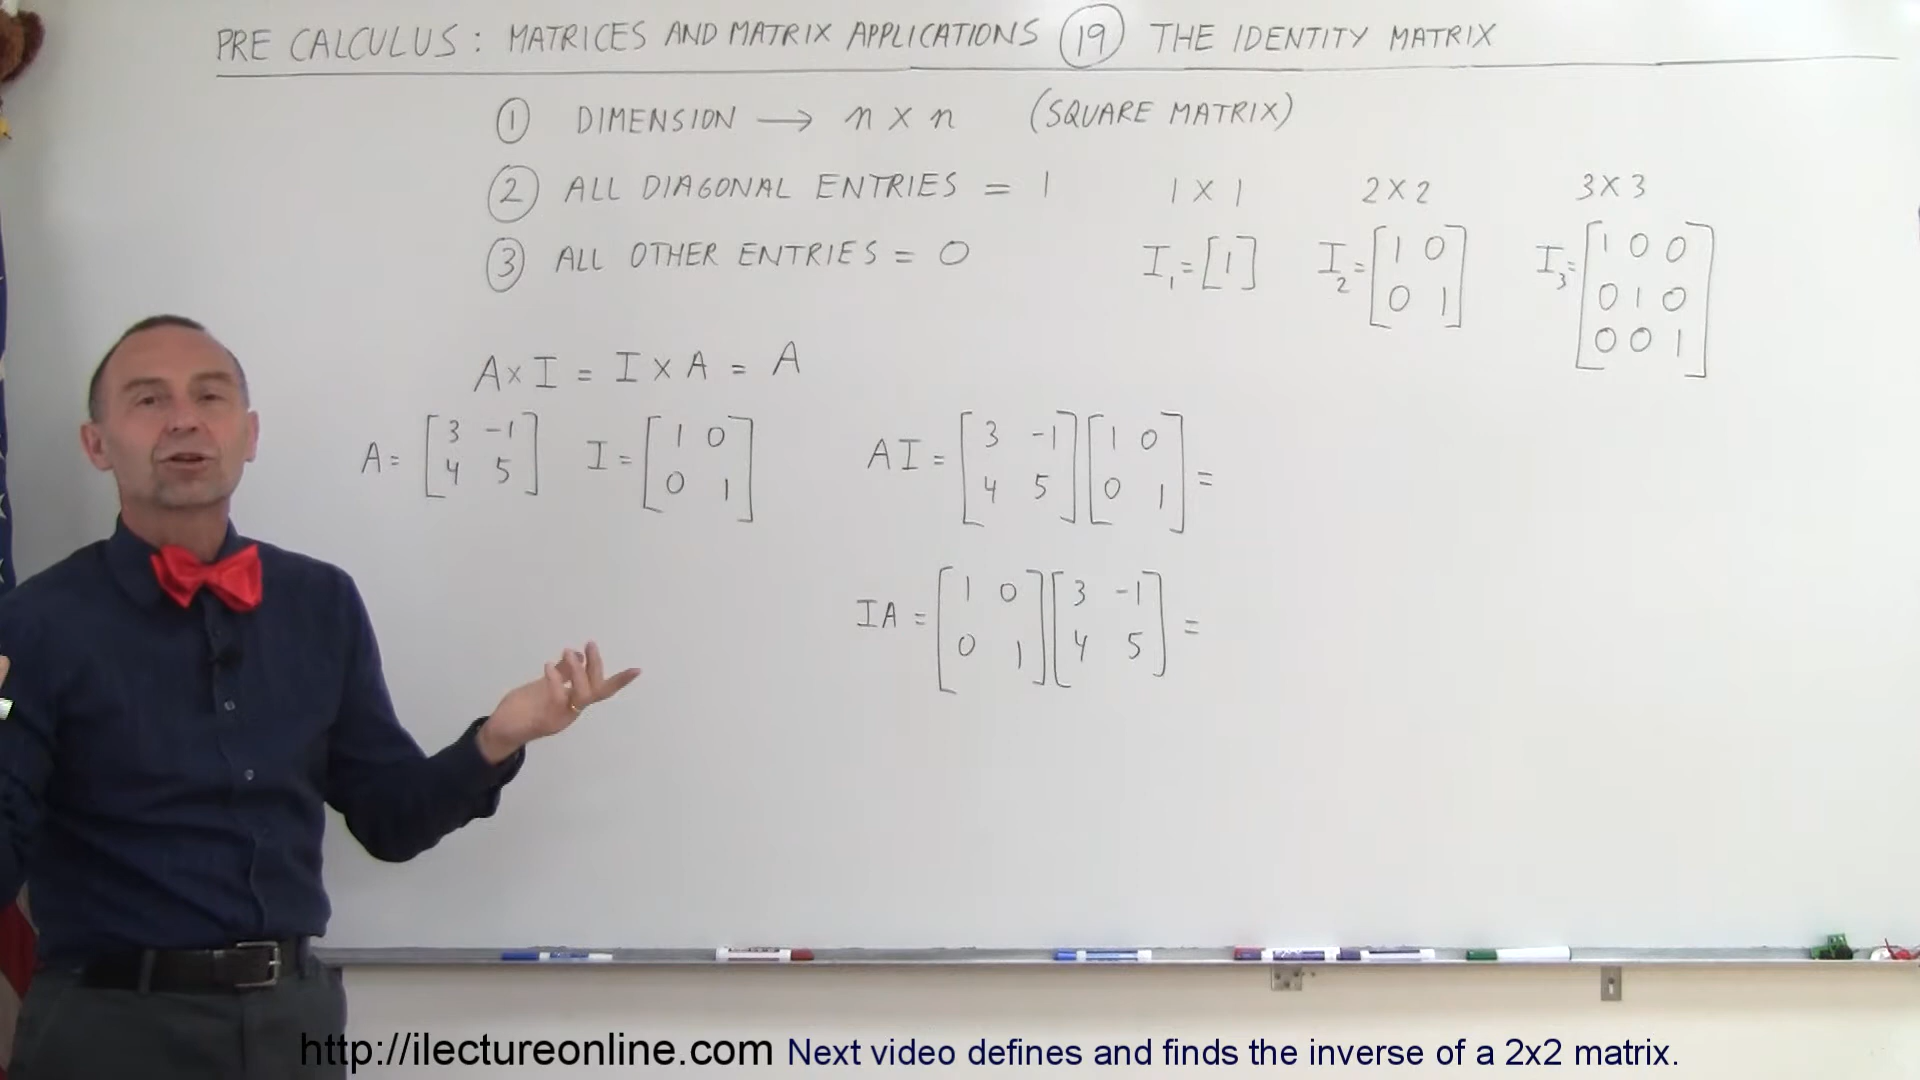 PRE CALCULUS: MATRICES AND MATRIX APPLICATIONS 19 THE IDENTITY MATRIX
1 DIMENSION → n x n (SQUARE MATRIX)
2 ALL DIAGONAL ENTRIES = 1
3 ALL OTHER ENTRIES = 0
1 X 1 2 X 2 3 X 3
I₁ = [1] I₂ = [1 0
0 1] I₃ = [1 0 0
0 1 0
0 0 1]
A x I = I x A = A
A = [3 -1
4 5] I = [1 0
0 1]
AI = [3 -1
4 5] [1 0
0 1] =
IA = [1 0
0 1] [3 -1
4 5] =
http://ilectureonline.com Next video defines and finds the inverse of a 2x2 matrix.